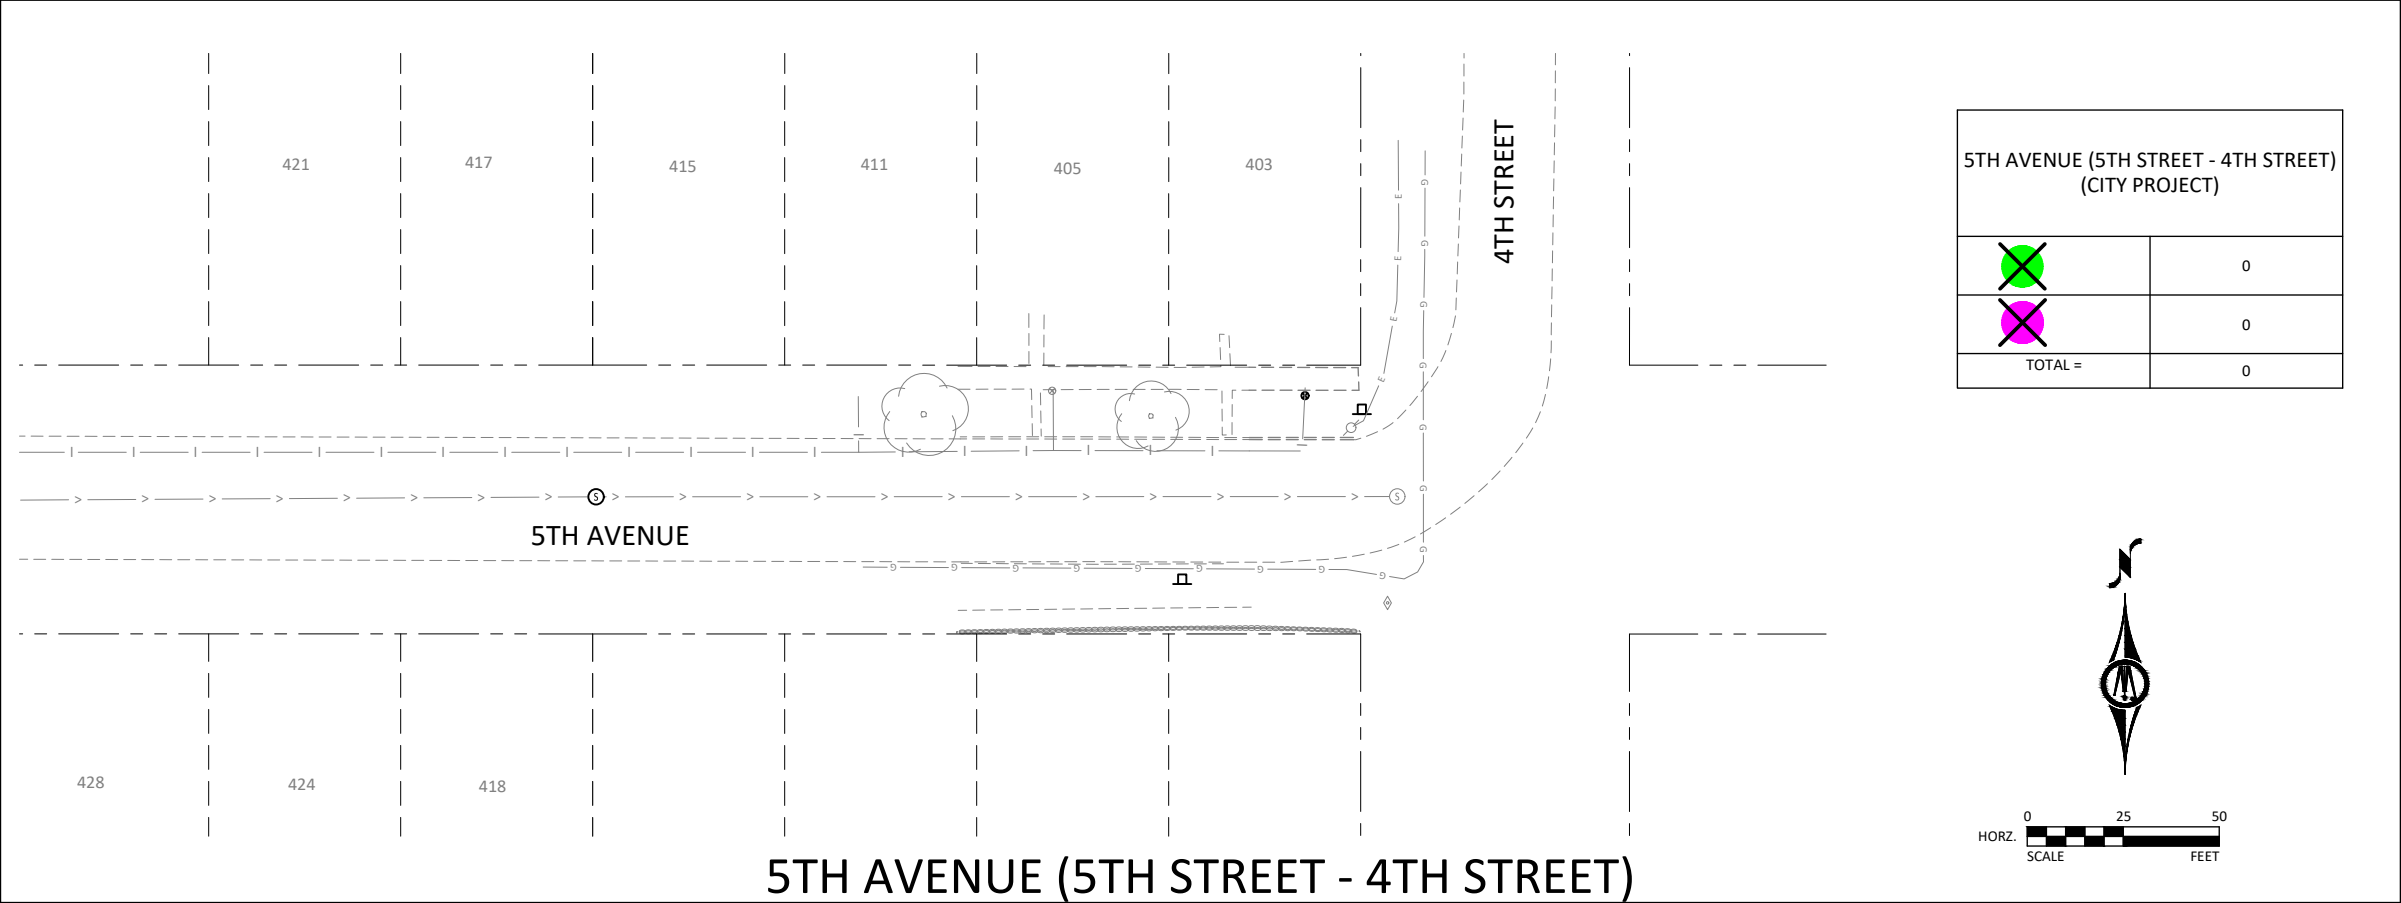 421
417
415
411
405
403
4TH STREET
5TH AVENUE (5TH STREET - 4TH STREET)
(CITY PROJECT)
0
0
TOTAL =
0
E
E
E
E
G
G
G
G
G
G
G
S
S
5TH AVENUE
G
G
G
G
G
G
G
G
G
N
428
424
418
0
25
50
HORZ.
SCALE
FEET
5TH AVENUE (5TH STREET - 4TH STREET)